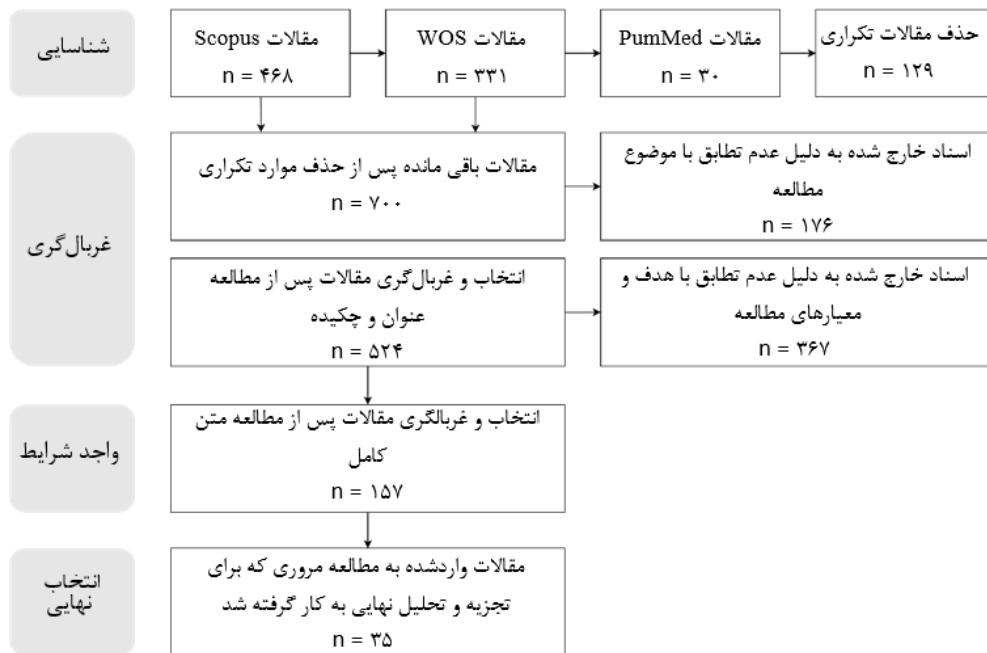 شناسایی
مقالات Scopus
n = ۴۶۸
مقالات WOS
n = ۳۳۱
مقالات PumMed
n = ۳۰
حذف مقالات تکراری
n = ۱۲۹
غربال‌گری
مقالات باقی مانده پس از حذف موارد تکراری
n = ۷۰۰
اسناد خارج شده به دلیل عدم تطابق با موضوع
مطالعه
n = ۱۷۶
انتخاب و غربال‌گری مقالات پس از مطالعه
عنوان و چکیده
n = ۵۲۴
اسناد خارج شده به دلیل عدم تطابق با هدف و
معیارهای مطالعه
n = ۳۶۷
واجد شرایط
انتخاب و غربالگری مقالات پس از مطالعه متن
کامل
n = ۱۵۷
انتخاب
نهایی
مقالات واردشده به مطالعه مروری که برای
تجزیه و تحلیل نهایی به کار گرفته شد
n = ۳۵